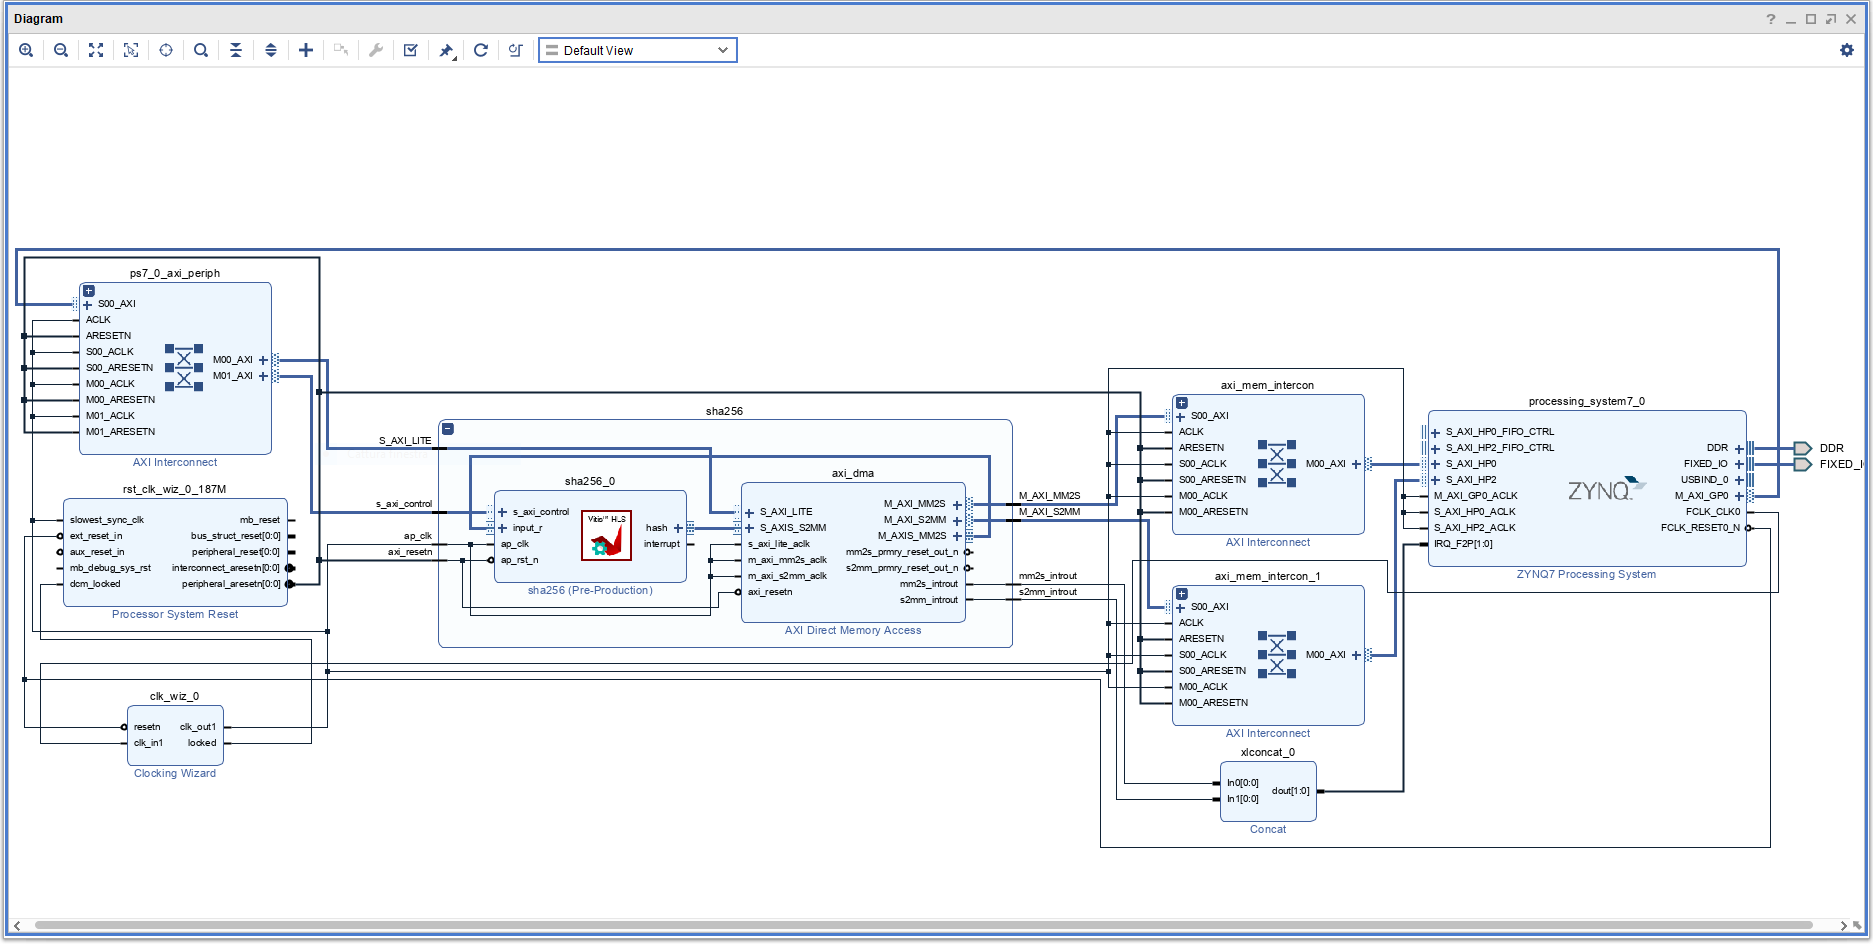 Diagram
Default View
ps7_0_axi_periph
S00_AXI
ACLK
ARESETN
S00_ACLK
S00_ARESETN
M00_ACLK
M00_ARESETN
M01_ACLK
M01_ARESETN
M00_AXI
M01_AXI
AXI Interconnect
rst_clk_wiz_0_187M
slowest_sync_clk
ext_reset_in
aux_reset_in
mb_debug_sys_rst
dcm_locked
mb_reset
bus_struct_reset[0:0]
peripheral_reset[0:0]
interconnect_aresetn[0:0]
peripheral_aresetn[0:0]
Processor System Reset
clk_wiz_0
resetn
clk_in1
clk_out1
locked
Clocking Wizard
S_AXI_LITE
s_axi_control
ap_clk
axi_resetn
sha256
sha256_0
s_axi_control
input_r
ap_clk
ap_rst_n
Vitis™ HLS
hash
interrupt
sha256 (Pre-Production)
axi_dma
S_AXI_LITE
S_AXIS_S2MM
s_axi_lite_aclk
m_axi_mm2s_aclk
m_axi_s2mm_aclk
axi_resetn
M_AXI_MM2S
M_AXI_S2MM
M_AXIS_MM2S
mm2s_prmry_reset_out_n
s2mm_prmry_reset_out_n
mm2s_introut
s2mm_introut
AXI Direct Memory Access
M_AXI_MM2S
M_AXI_S2MM
mm2s_introut
s2mm_introut
axi_mem_intercon
S00_AXI
ACLK
ARESETN
S00_ACLK
S00_ARESETN
M00_ACLK
M00_ARESETN
M00_AXI
AXI Interconnect
axi_mem_intercon_1
S00_AXI
ACLK
ARESETN
S00_ACLK
S00_ARESETN
M00_ACLK
M00_ARESETN
M00_AXI
AXI Interconnect
xlconcat_0
In0[0:0]
In1[0:0]
dout[1:0]
Concat
processing_system7_0
S_AXI_HP0_FIFO_CTRL
S_AXI_HP2_FIFO_CTRL
S_AXI_HP0
S_AXI_HP2
M_AXI_GP0_ACLK
S_AXI_HP0_ACLK
S_AXI_HP2_ACLK
IRQ_F2P[1:0]
ZYNQ
DDR
FIXED_IO
USBIND_0
M_AXI_GP0
FCLK_CLK0
FCLK_RESET0_N
ZYNQ7 Processing System
DDR
FIXED_I